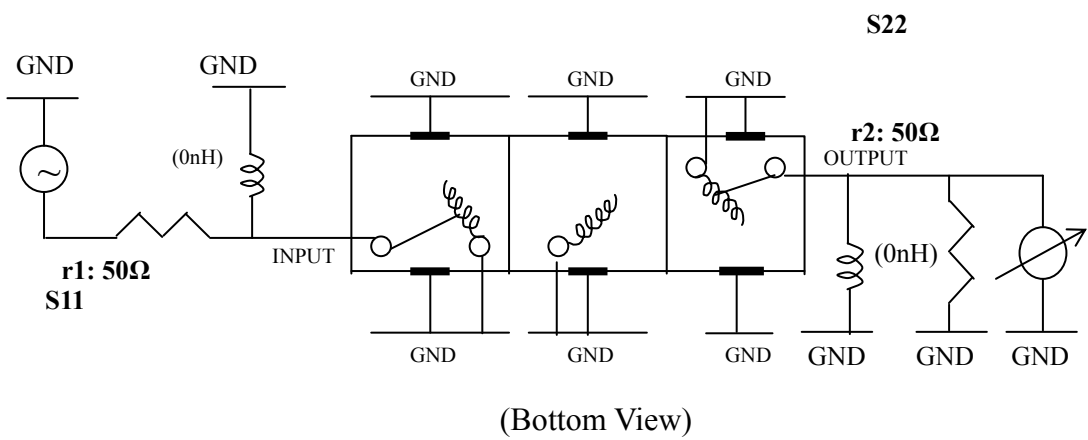 S22
GND
GND
GND
GND
GND
r2: 50Ω
(0nH)
OUTPUT
INPUT
(0nH)
r1: 50Ω
S11
GND
GND
GND
GND
GND
GND
(Bottom View)